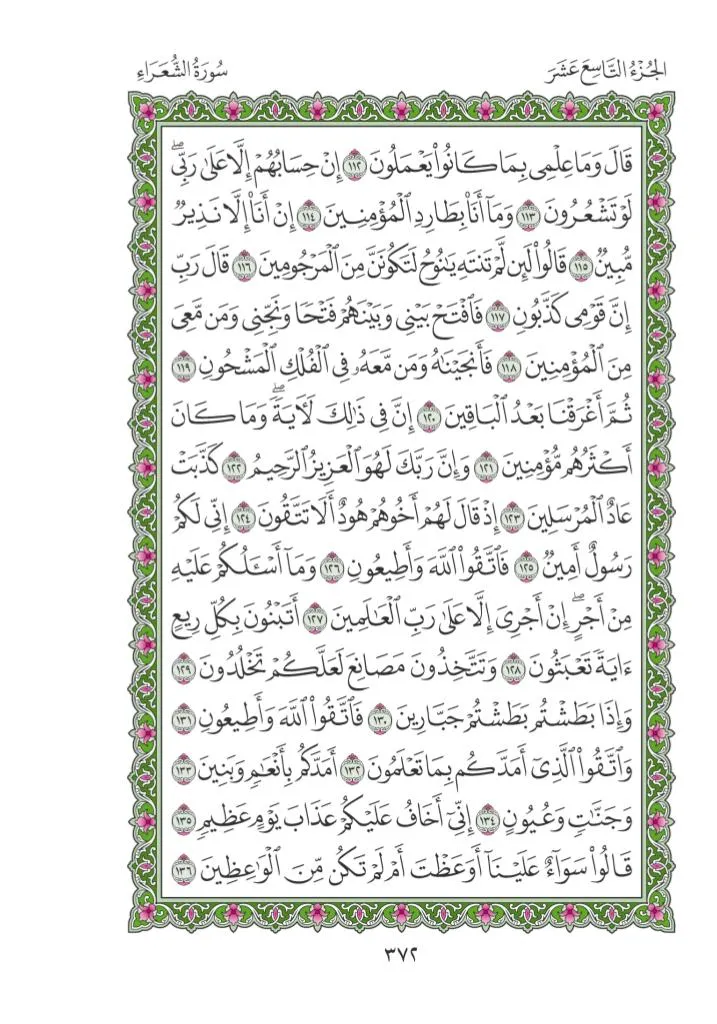 الجُزْءُ التَّاسِعَ عَشَرَ
سُورَةُ الشُّعَرَاءِ
قَالَ وَمَا عِلْمِي بِمَا كَانُوا۟ يَعْمَلُونَ ١١٢ إِنْ حِسَابُهُمْ إِلَّا عَلَىٰ رَبِّي ۖ
لَوْ تَشْعُرُونَ ١١٣ وَمَآ أَنَا۠ بِطَارِدِ ٱلْمُؤْمِنِينَ ١١٤ إِنْ أَنَا۠ إِلَّا نَذِيرٌ
مُّبِينٌ ١١٥ قَالُوا۟ لَئِن لَّمْ تَنتَهِ يَٰنُوحُ لَتَكُونَنَّ مِنَ ٱلْمَرْجُومِينَ ١١٦ قَالَ رَبِّ
إِنَّ قَوْمِى كَذَّبُونِ ١١٧ فَٱفْتَحْ بَيْنِى وَبَيْنَهُمْ فَتْحًا وَنَجِّنِى وَمَن مَّعِىَ
مِنَ ٱلْمُؤْمِنِينَ ١١٨ فَأَنجَيْنَٰهُ وَمَن مَّعَهُۥ فِى ٱلْفُلْكِ ٱلْمَشْحُونِ ١١٩
ثُمَّ أَغْرَقْنَا بَعْدُ ٱلْبَاقِينَ ١٢٠ إِنَّ فِى ذَٰلِكَ لَءَايَةً ۖ وَمَا كَانَ
أَكْثَرُهُم مُّؤْمِنِينَ ١٢١ وَإِنَّ رَبَّكَ لَهُوَ ٱلْعَزِيزُ ٱلرَّحِيمُ ١٢٢ كَذَّبَتْ
عَادٌ ٱلْمُرْسَلِينَ ١٢٣ إِذْ قَالَ لَهُمْ أَخُوهُمْ هُودٌ أَلَا تَتَّقُونَ ١٢٤ إِنِّى لَكُمْ
رَسُولٌ أَمِينٌ ١٢٥ فَٱتَّقُوا۟ ٱللَّهَ وَأَطِيعُونِ ١٢٦ وَمَآ أَسْـَٔلُكُمْ عَلَيْهِ
مِنْ أَجْرٍ ۖ إِنْ أَجْرِىَ إِلَّا عَلَىٰ رَبِّ ٱلْعَٰلَمِينَ ١٢٧ أَتَبْنُونَ بِكُلِّ رِيعٍ
ءَايَةً تَعْبَثُونَ ١٢٨ وَتَتَّخِذُونَ مَصَانِعَ لَعَلَّكُمْ تَخْلُدُونَ ١٢٩
وَإِذَا بَطَشْتُم بَطَشْتُمْ جَبَّارِينَ ١٣٠ فَٱتَّقُوا۟ ٱللَّهَ وَأَطِيعُونِ ١٣١
وَٱتَّقُوا۟ ٱلَّذِىٓ أَمَدَّكُم بِمَا تَعْلَمُونَ ١٣٢ أَمَدَّكُم بِأَنْعَٰمٍ وَبَنِينَ ١٣٣
وَجَنَّٰتٍ وَعُيُونٍ ١٣٤ إِنِّىٓ أَخَافُ عَلَيْكُمْ عَذَابَ يَوْمٍ عَظِيمٍ ١٣٥
قَالُوا۟ سَوَآءٌ عَلَيْنَآ أَوَعَظْتَ أَمْ لَمْ تَكُن مِّنَ ٱلْوَٰعِظِينَ ١٣٦
٣٧٢